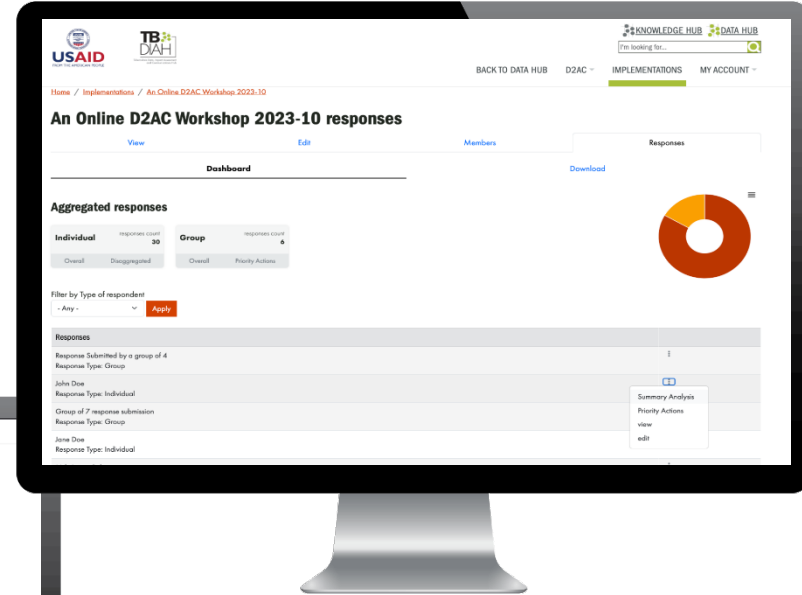 KNOWLEDGE HUB DATA HUB
USAID
FROM THE AMERICAN PEOPLE
TB
DIAH
I'm looking for...
BACK TO DATA HUB D2AC IMPLEMENTATIONS MY ACCOUNT
Home / Implementations / An Online D2AC Workshop 2023-10
An Online D2AC Workshop 2023-10 responses
View Edit Members Responses
Dashboard Download
Aggregated responses
Individual responses count 30 Group responses count 6
Overall Disaggregated Overall Priority Actions
Filter by Type of respondent
- Any - Apply
Responses
Response Submitted by a group of 4
Response Type: Group
John Doe
Response Type: Individual
Summary Analysis
Priority Actions
view
edit
Group of 7 response submission
Response Type: Group
Jane Doe
Response Type: Individual